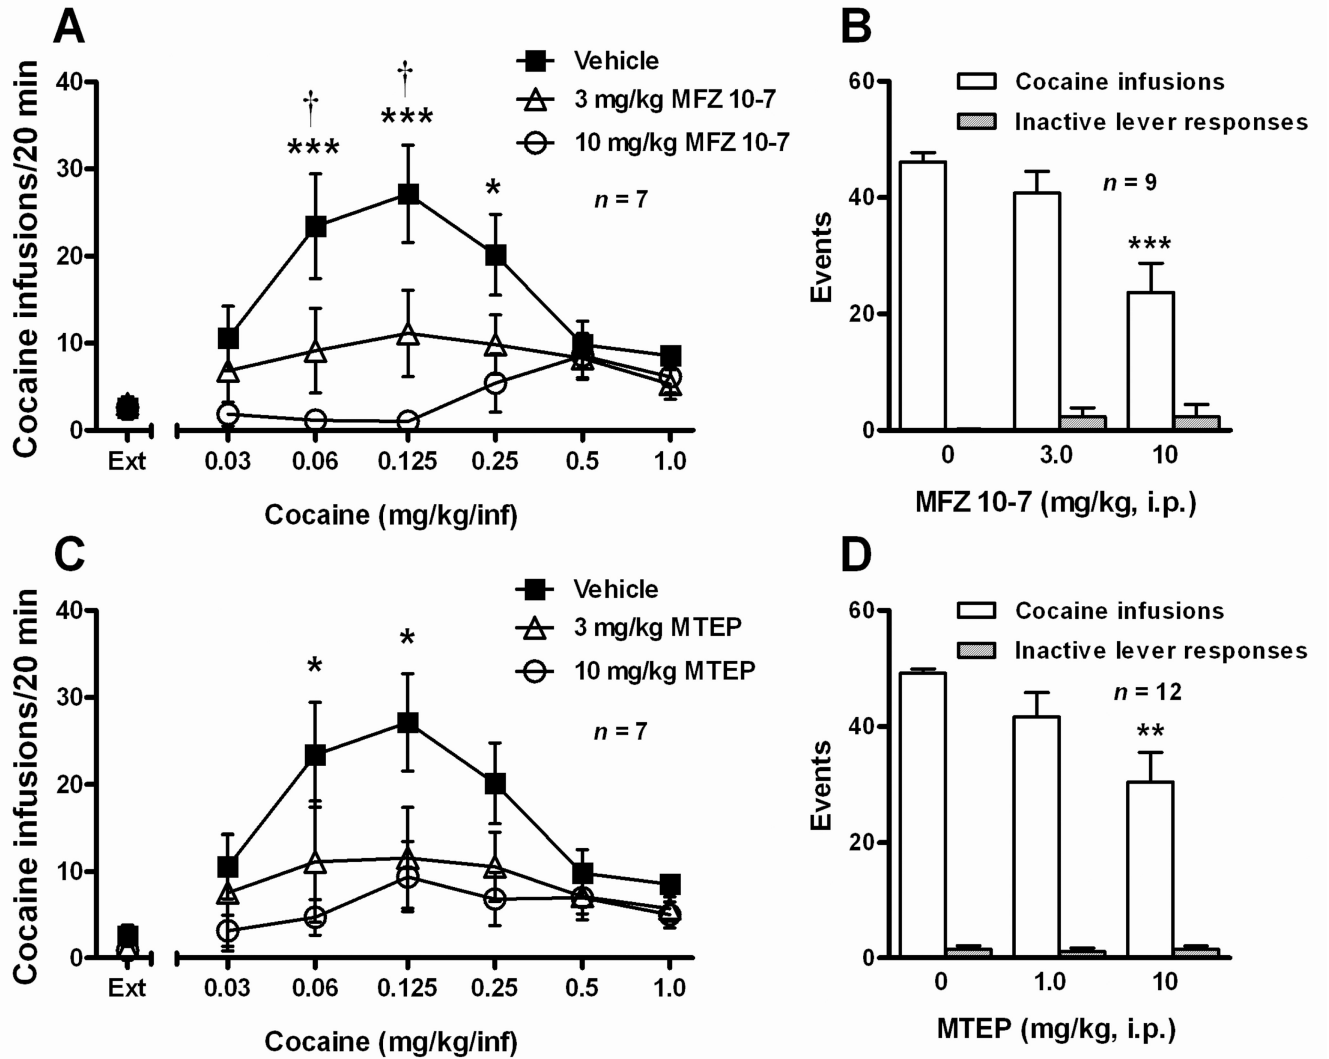 A
Cocaine infusions/20 min
40
30
20
10
0
†
***
†
***
*
Vehicle
3 mg/kg MFZ 10-7
10 mg/kg MFZ 10-7
n = 7
Ext
0.03
0.06
0.125
0.25
0.5
1.0
Cocaine (mg/kg/inf)
B
Events
60
40
20
0
Cocaine infusions
Inactive lever responses
n = 9
***
0
3.0
10
MFZ 10-7 (mg/kg, i.p.)
C
Cocaine infusions/20 min
40
30
20
10
0
*
*
Vehicle
3 mg/kg MTEP
10 mg/kg MTEP
n = 7
Ext
0.03
0.06
0.125
0.25
0.5
1.0
Cocaine (mg/kg/inf)
D
Events
60
40
20
0
Cocaine infusions
Inactive lever responses
n = 12
**
0
1.0
10
MTEP (mg/kg, i.p.)